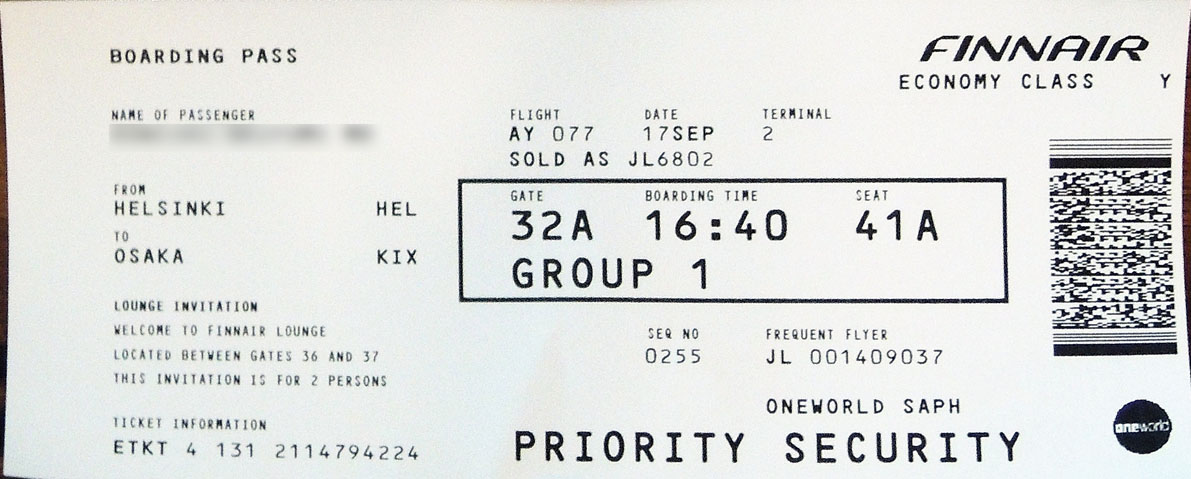 BOARDING PASS
FINNAIR
ECONOMY CLASS Y
NAME OF PASSENGER
FLIGHT DATE TERMINAL
AY 077 17SEP 2
SOLD AS JL6802
FROM
HELSINKI HEL
TO
OSAKA KIX
GATE BOARDING TIME SEAT
32A 16:40 41A
GROUP 1
LOUNGE INVITATION
WELCOME TO FINNAIR LOUNGE
LOCATED BETWEEN GATES 36 AND 37
THIS INVITATION IS FOR 2 PERSONS
SEQ NO FREQUENT FLYER
0255 JL 001409037
ONEWORLD SAPH
TICKET INFORMATION
ETKT 4 131 2114794224
PRIORITY SECURITY
oneworld